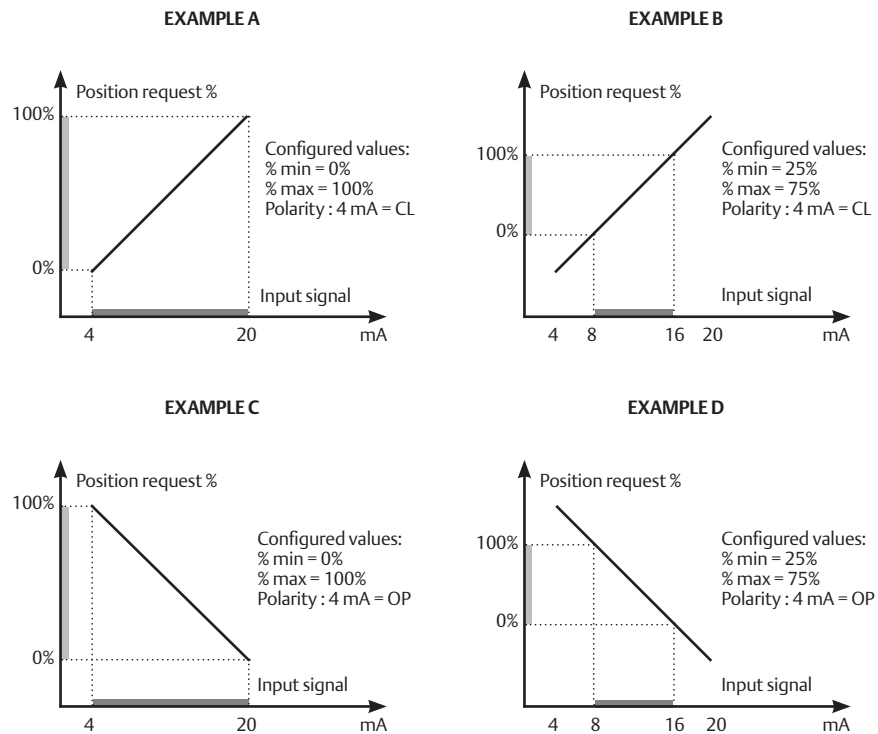 EXAMPLE A
Position request %
100%
Configured values:
% min = 0%
% max = 100%
Polarity : 4 mA = CL
0%
Input signal
4 20 mA
EXAMPLE B
Position request %
100%
Configured values:
% min = 25%
% max = 75%
Polarity : 4 mA = CL
0%
Input signal
4 8 16 20 mA
EXAMPLE C
Position request %
100%
Configured values:
% min = 0%
% max = 100%
Polarity : 4 mA = OP
0%
Input signal
4 20 mA
EXAMPLE D
Position request %
100%
Configured values:
% min = 25%
% max = 75%
Polarity : 4 mA = OP
0%
Input signal
4 8 16 20 mA